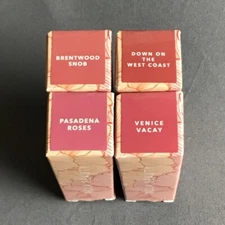 BRENTWOOD
SNOB
DOWN ON
THE
WEST COAST
PASADENA
ROSES
VENICE
VACAY